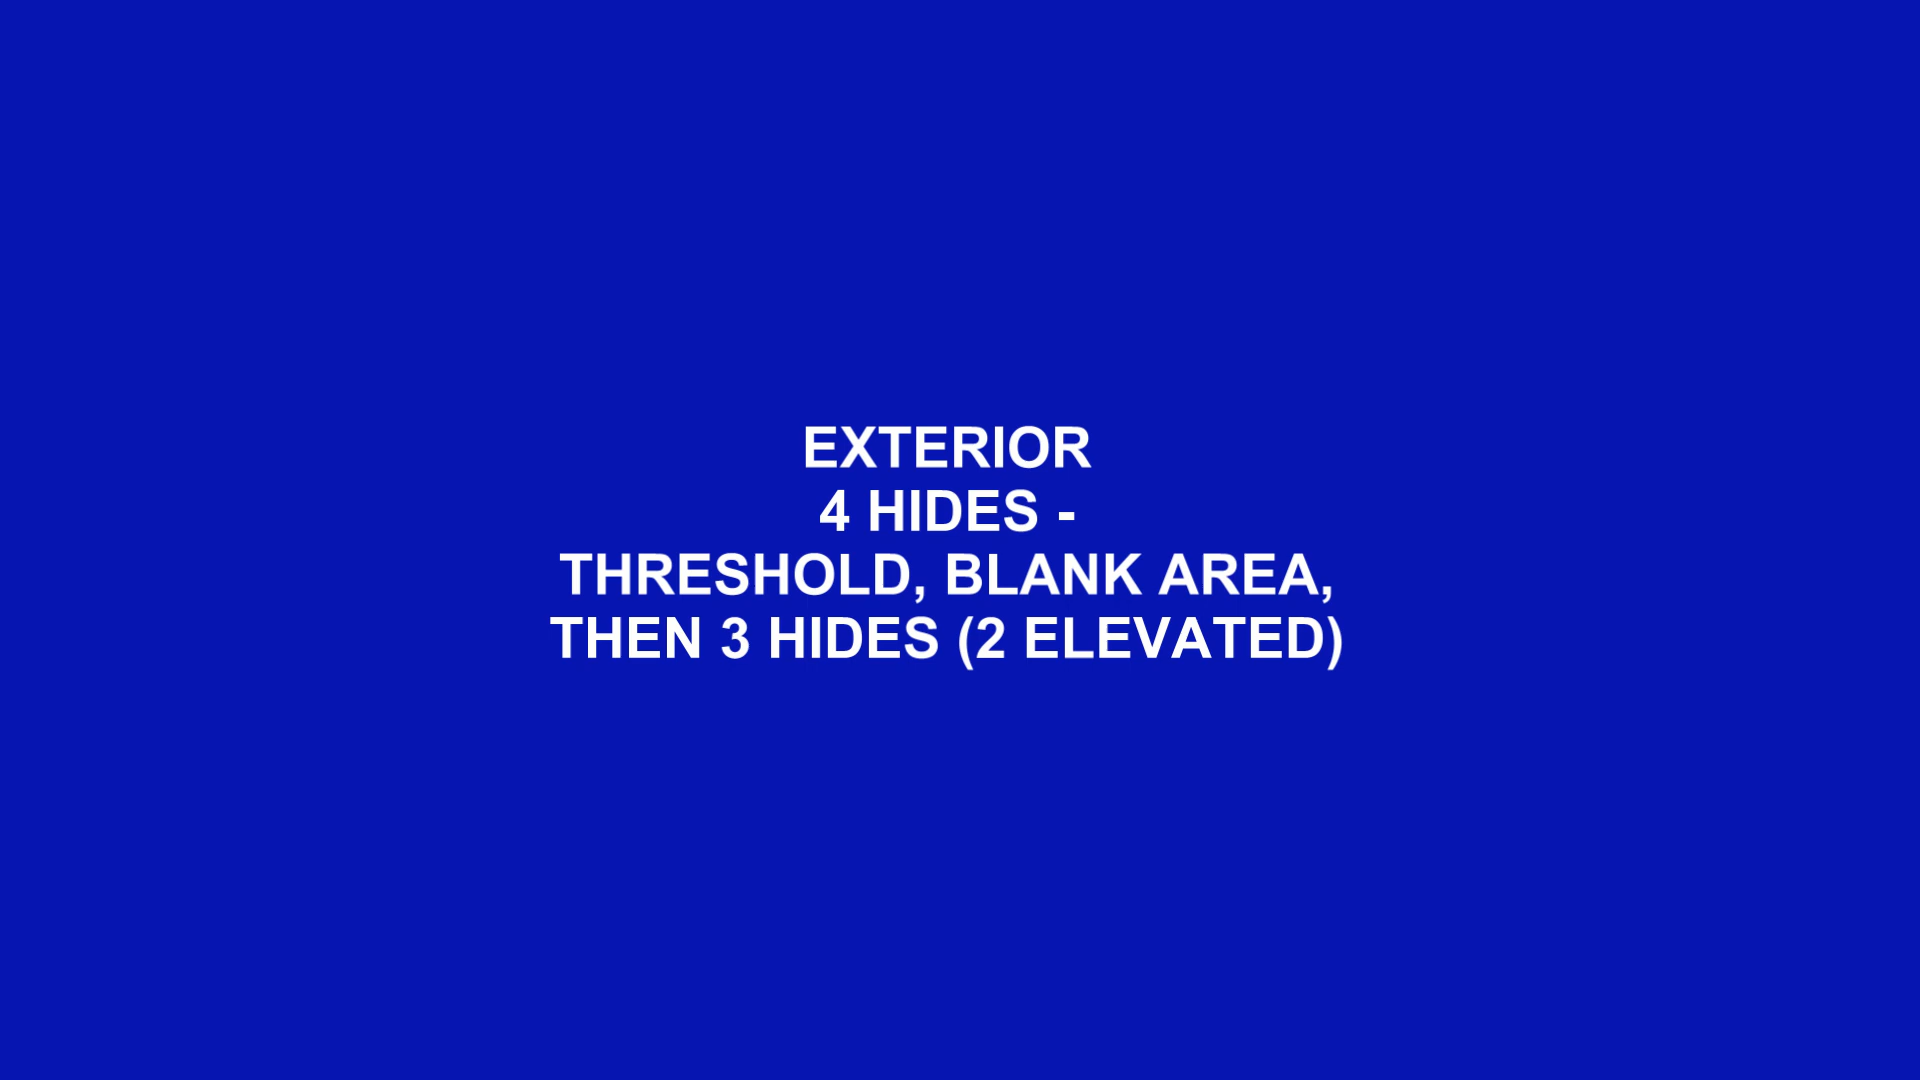 EXTERIOR
4 HIDES -
THRESHOLD, BLANK AREA,
THEN 3 HIDES (2 ELEVATED)